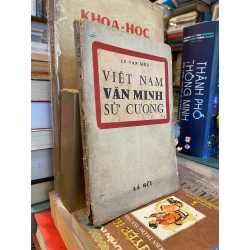 KHOA-HỌC
LÊ VĂN SIÊU
VIỆT NAM
VĂN MINH
SỬ CƯƠNG
LÁ BỐI
THÀNH PHỐ
THÔNG MINH